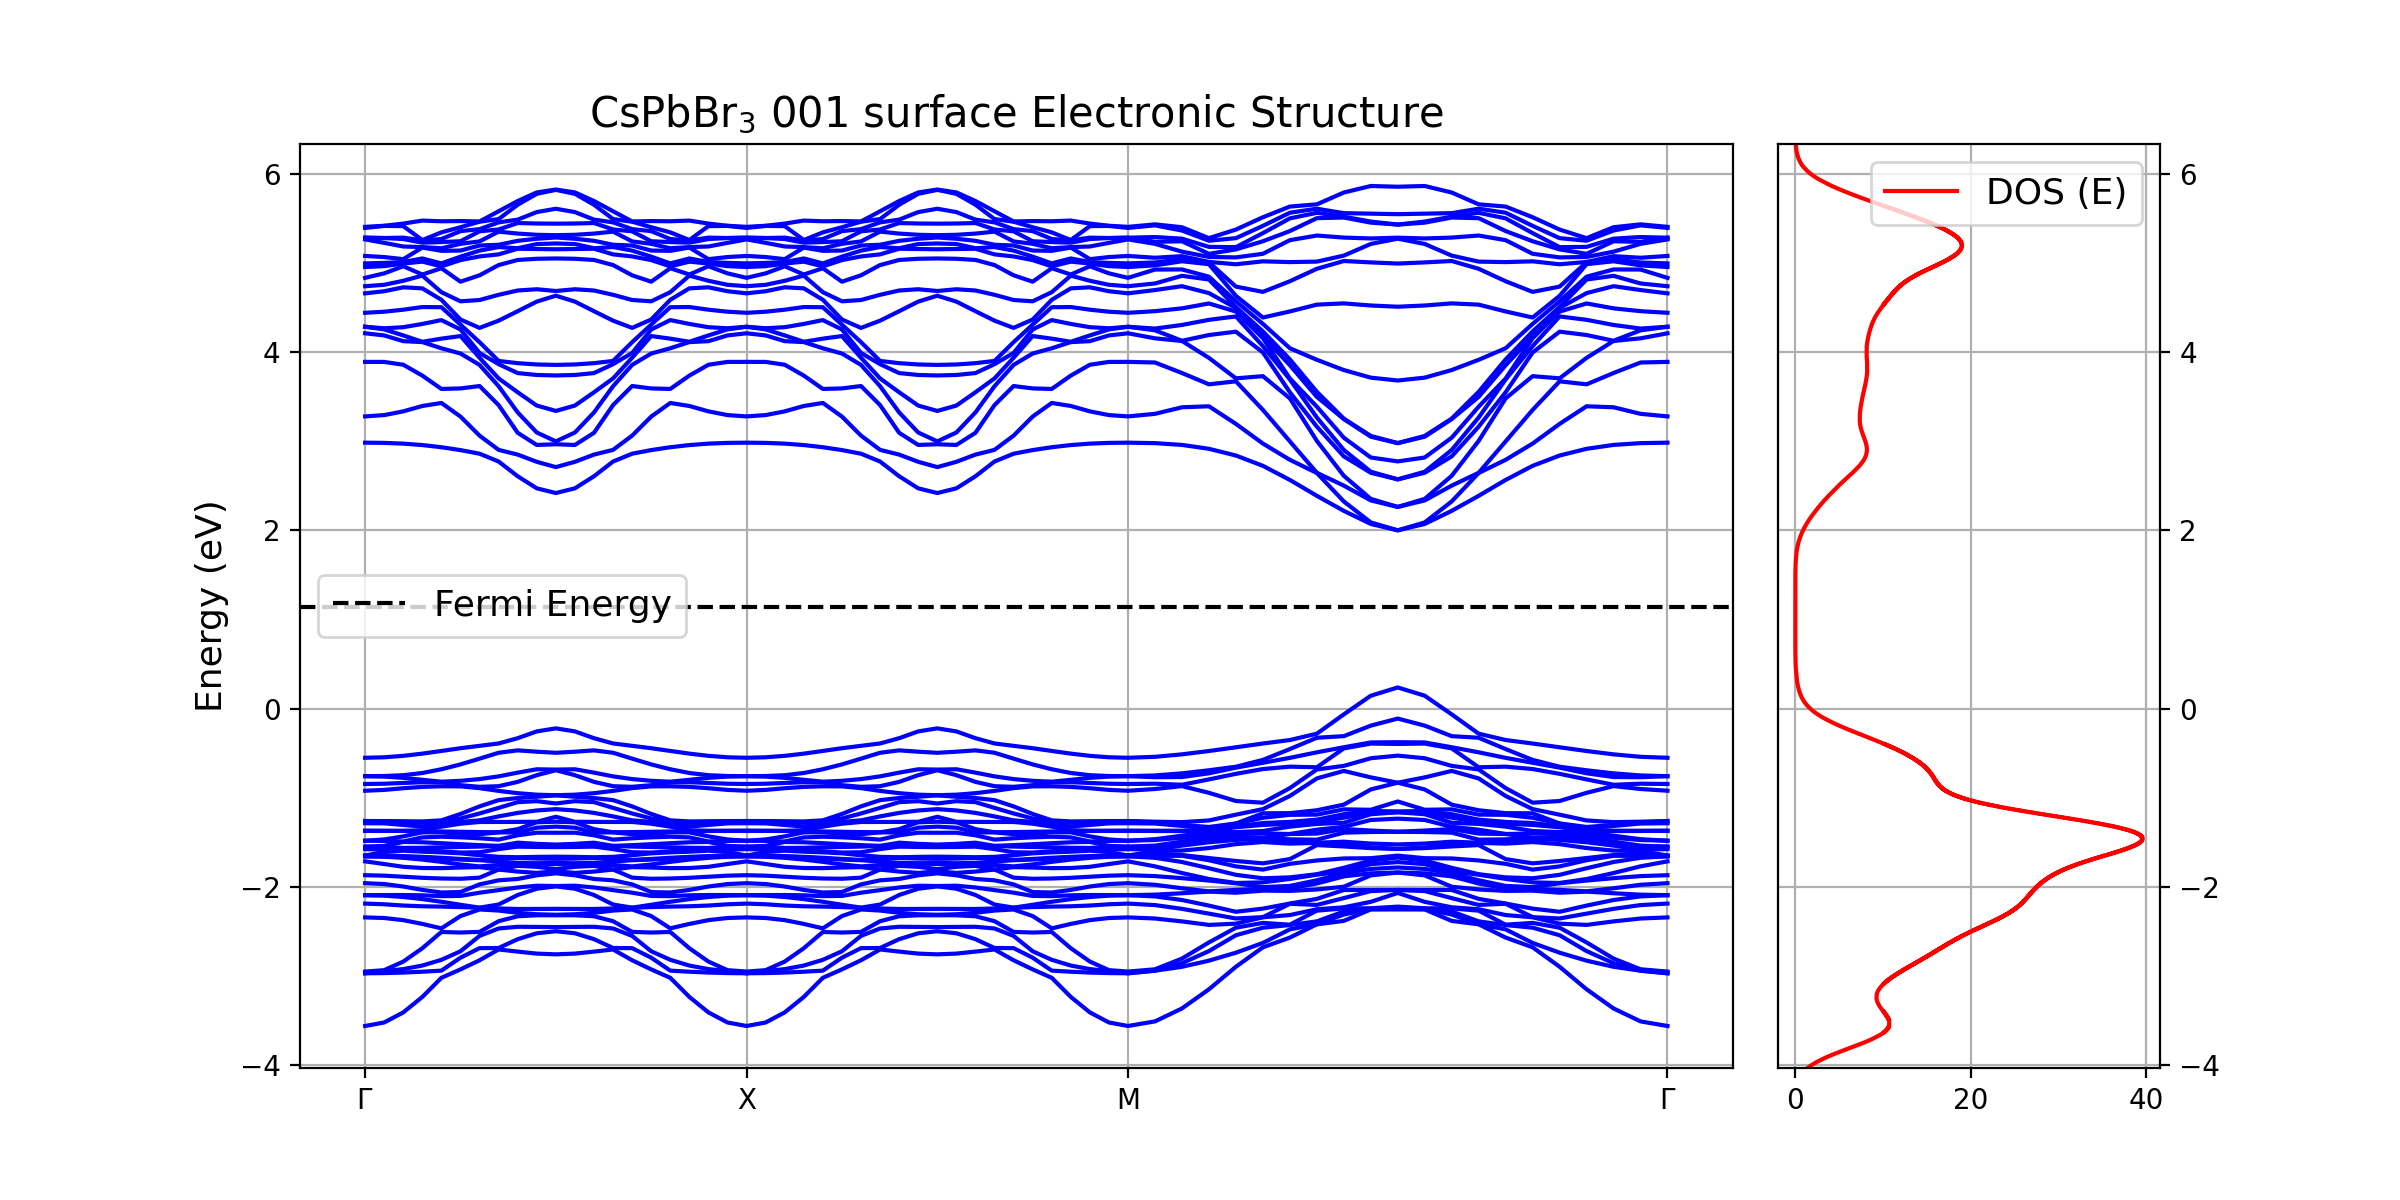 CsPbBr₃ 001 surface Electronic Structure
Energy (eV)
6
4
2
0
−2
−4
Fermi Energy
Γ
X
M
Γ
DOS (E)
6
4
2
0
−2
−4
0
20
40